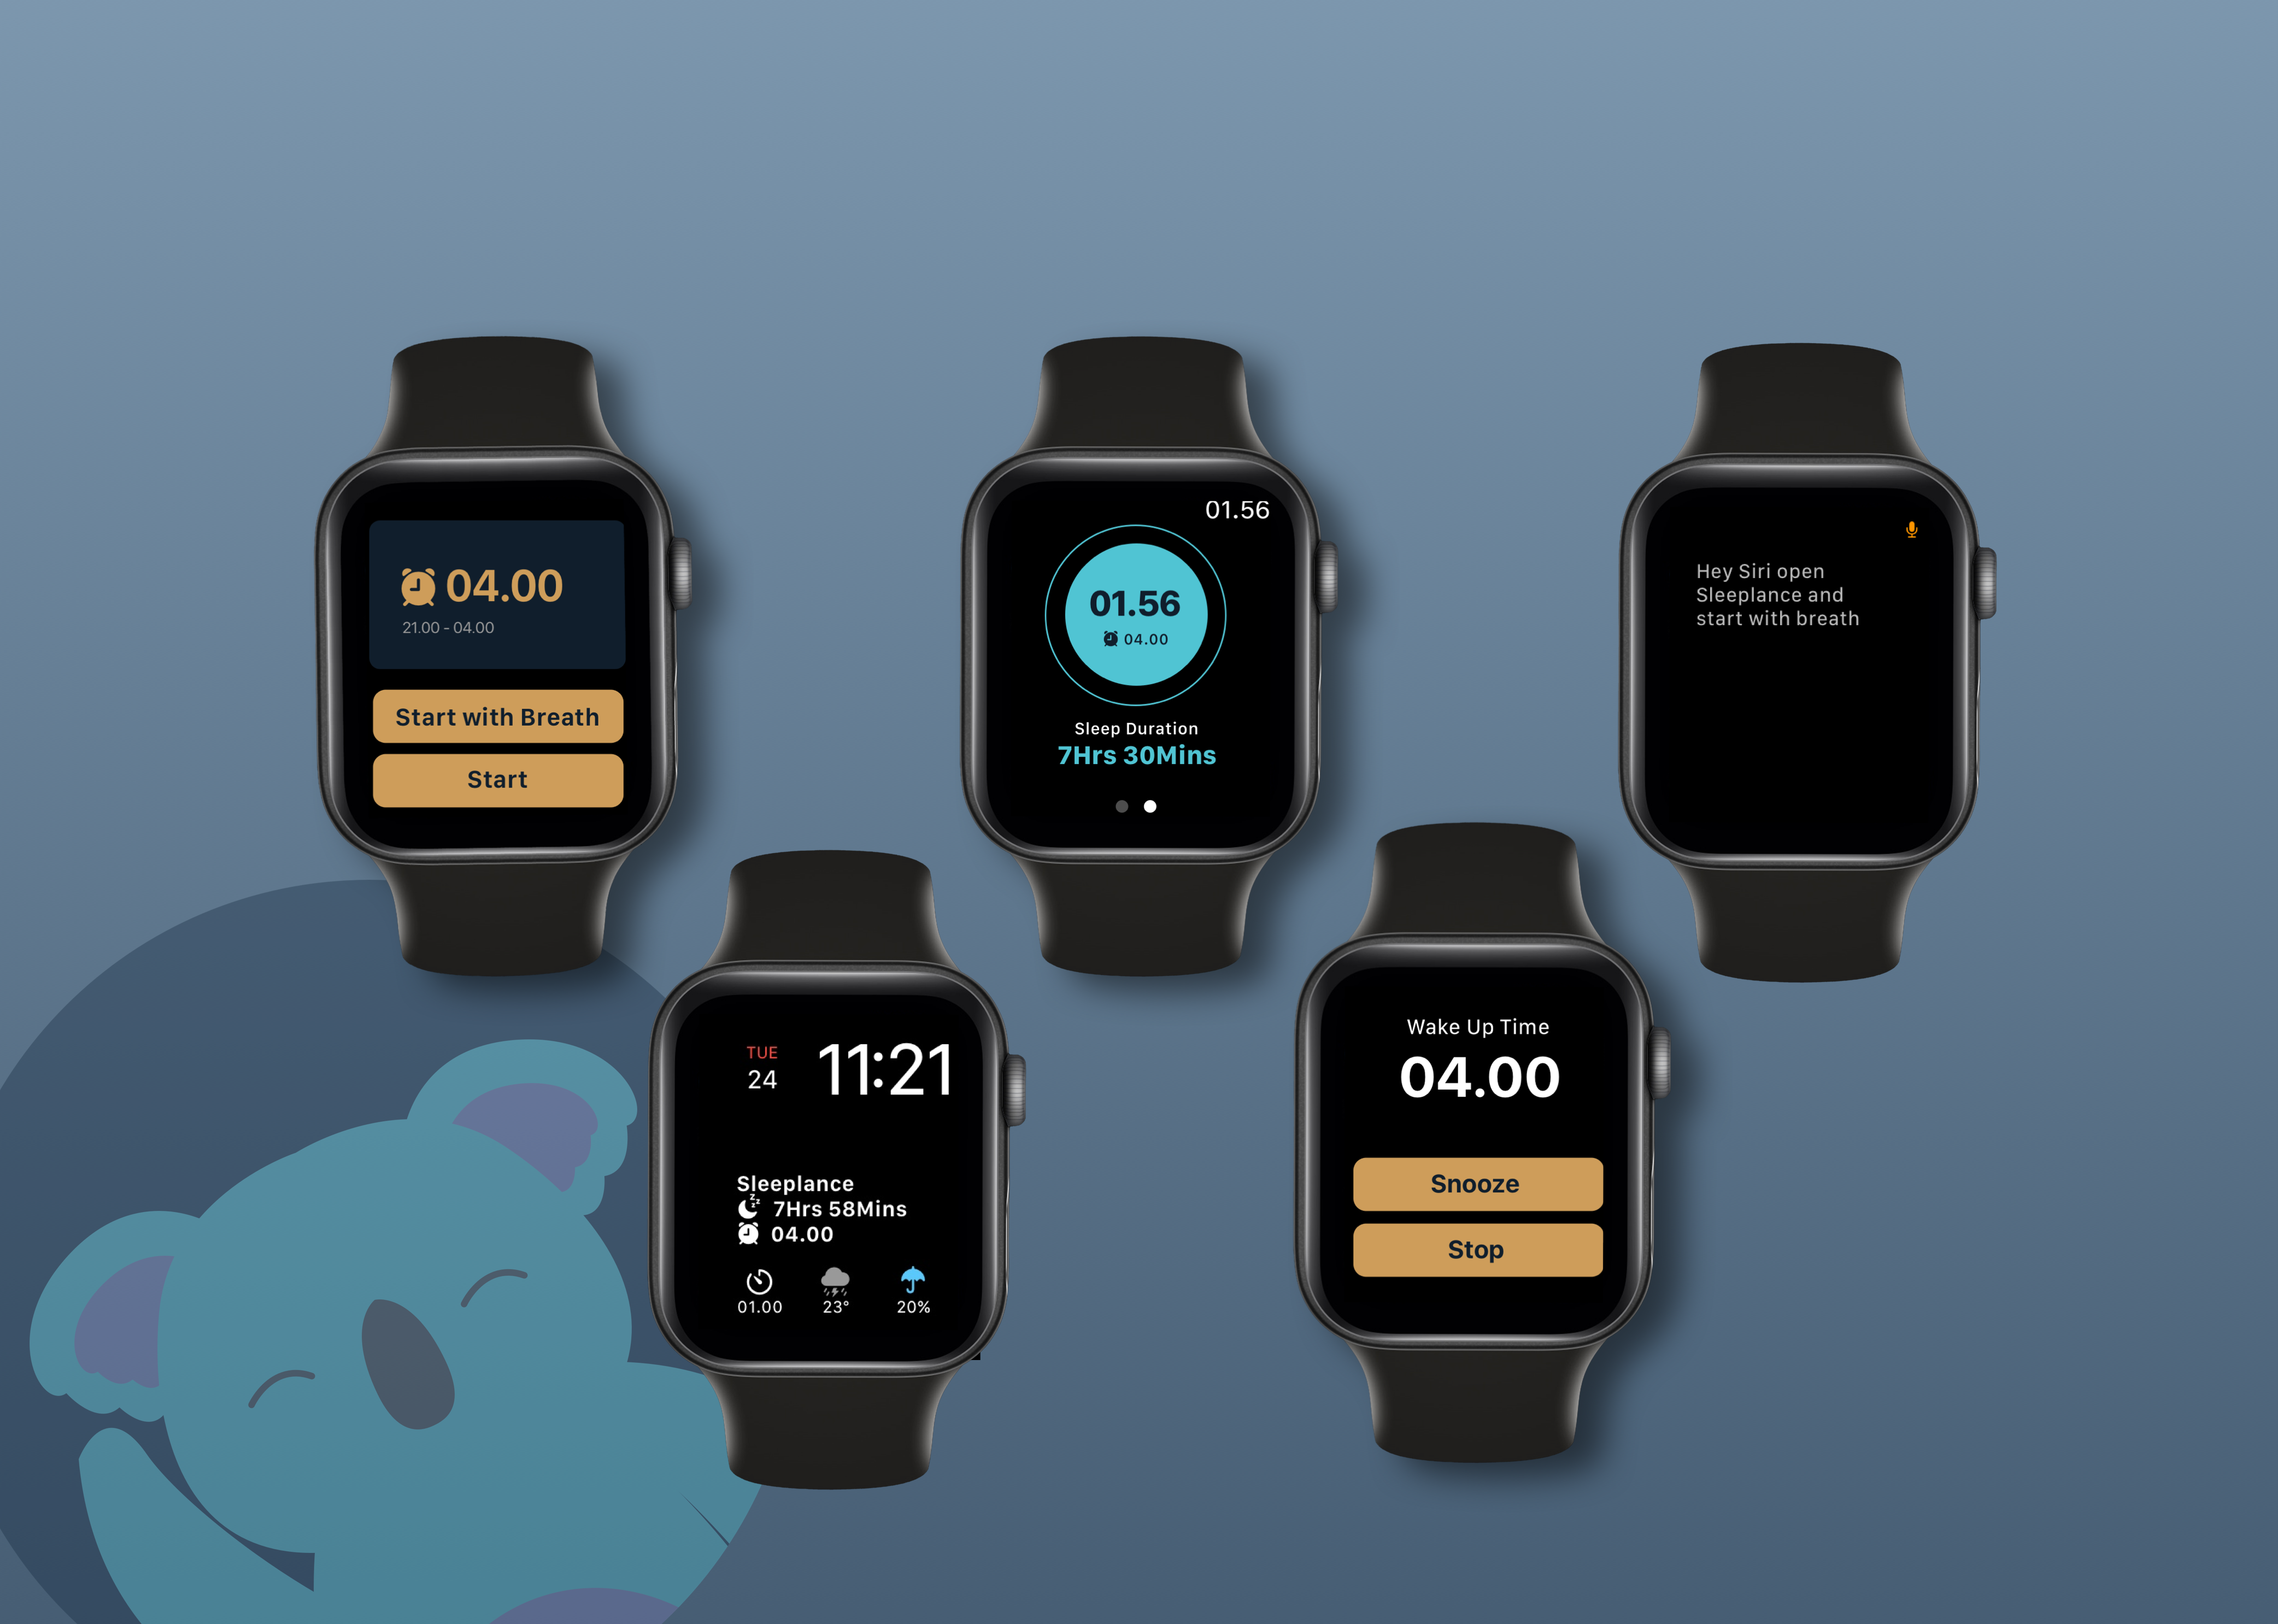 04.00
21.00 - 04.00
Start with Breath
Start
01.56
01.56
04.00
Sleep Duration
7Hrs 30Mins
Hey Siri open
Sleeplance and
start with breath
TUE
24
11:21
Sleeplance
zz
zz
7Hrs 58Mins
04.00
01.00
23°
20%
Wake Up Time
04.00
Snooze
Stop